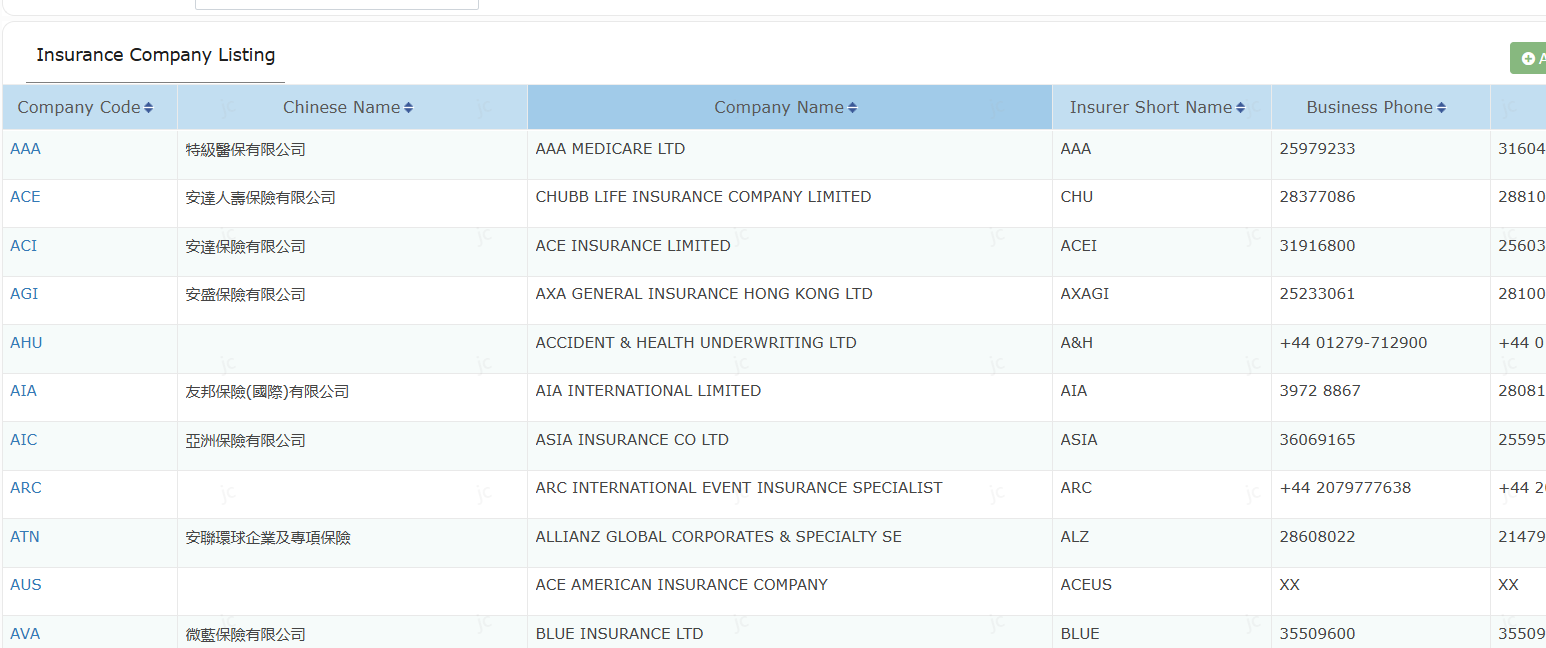 Insurance Company Listing
Company Code Chinese Name Company Name Insurer Short Name Business Phone
AAA 特級醫保有限公司 AAA MEDICARE LTD AAA 25979233 31604
ACE 安達人壽保險有限公司 CHUBB LIFE INSURANCE COMPANY LIMITED CHU 28377086 28810
ACI 安達保險有限公司 ACE INSURANCE LIMITED ACEI 31916800 25603
AGI 安盛保險有限公司 AXA GENERAL INSURANCE HONG KONG LTD AXAGI 25233061 28100
AHU ACCIDENT & HEALTH UNDERWRITING LTD A&H +44 01279-712900 +44 0
AIA 友邦保險(國際)有限公司 AIA INTERNATIONAL LIMITED AIA 3972 8867 28081
AIC 亞洲保險有限公司 ASIA INSURANCE CO LTD ASIA 36069165 25595
ARC ARC INTERNATIONAL EVENT INSURANCE SPECIALIST ARC +44 2079777638 +44 20
ATN 安聯環球企業及專項保險 ALLIANZ GLOBAL CORPORATES & SPECIALTY SE ALZ 28608022 21479
AUS ACE AMERICAN INSURANCE COMPANY ACEUS XX XX
AVA 微藍保險有限公司 BLUE INSURANCE LTD BLUE 35509600 35509